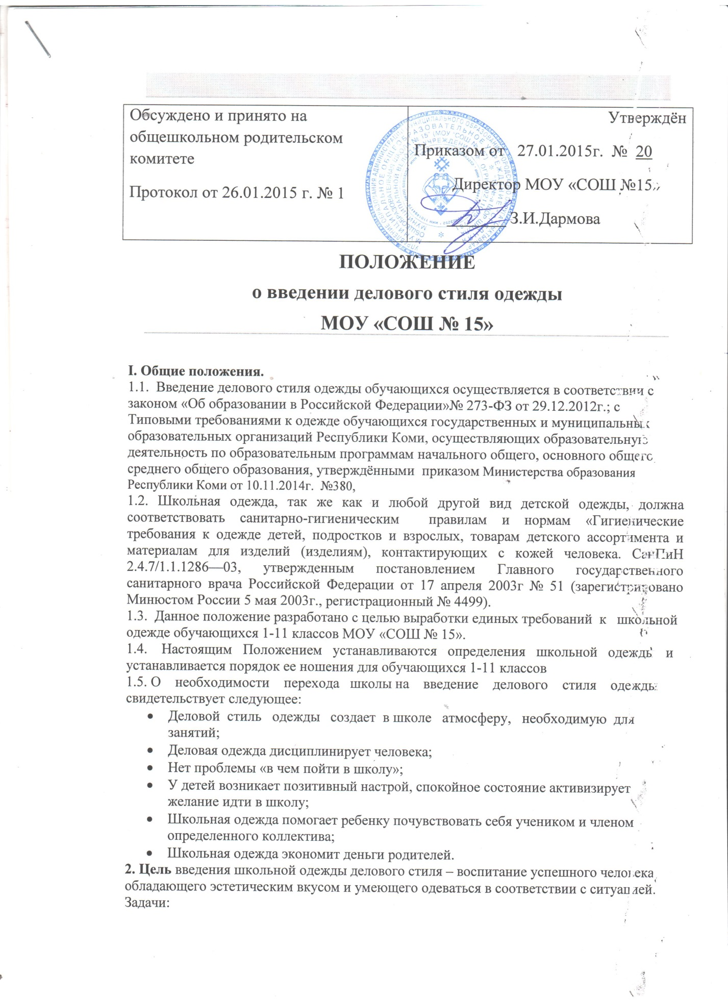 Обсуждено и принято на
общешкольном родительском
комитете
Протокол от 26.01.2015 г. № 1
Утверждён
Приказом от 27.01.2015г. № 20
Директор МОУ «СОШ №15»
З.И.Дармова
ПОЛОЖЕНИЕ
о введении делового стиля одежды
МОУ «СОШ № 15»
I. Общие положения.
1.1. Введение делового стиля одежды обучающихся осуществляется в соответствии с
законом «Об образовании в Российской Федерации»№ 273-ФЗ от 29.12.2012г.; с
Типовыми требованиями к одежде обучающихся государственных и муниципальных
образовательных организаций Республики Коми, осуществляющих образовательную
деятельность по образовательным программам начального общего, основного общего
среднего общего образования, утверждёнными приказом Министерства образования
Республики Коми от 10.11.2014г. №380,
1.2. Школьная одежда, так же как и любой другой вид детской одежды, должна
соответствовать санитарно-гигиеническим правилам и нормам «Гигиенические
требования к одежде детей, подростков и взрослых, товарам детского ассортимента и
материалам для изделий (изделиям), контактирующих с кожей человека. СанПиН
2.4.7/1.1.1286—03, утвержденным постановлением Главного государственного
санитарного врача Российской Федерации от 17 апреля 2003г № 51 (зарегистрировано
Минюстом России 5 мая 2003г., регистрационный № 4499).
1.3. Данное положение разработано с целью выработки единых требований к школьной
одежде обучающихся 1-11 классов МОУ «СОШ № 15».
1.4. Настоящим Положением устанавливаются определения школьной одежды и
устанавливается порядок ее ношения для обучающихся 1-11 классов
1.5. О необходимости перехода школы на введение делового стиля одежды
свидетельствует следующее:
• Деловой стиль одежды создает в школе атмосферу, необходимую для
занятий;
• Деловая одежда дисциплинирует человека;
• Нет проблемы «в чем пойти в школу»;
• У детей возникает позитивный настрой, спокойное состояние активизирует
желание идти в школу;
• Школьная одежда помогает ребенку почувствовать себя учеником и членом
определенного коллектива;
• Школьная одежда экономит деньги родителей.
2. Цель введения школьной одежды делового стиля – воспитание успешного человека,
обладающего эстетическим вкусом и умеющего одеваться в соответствии с ситуацией.
Задачи: